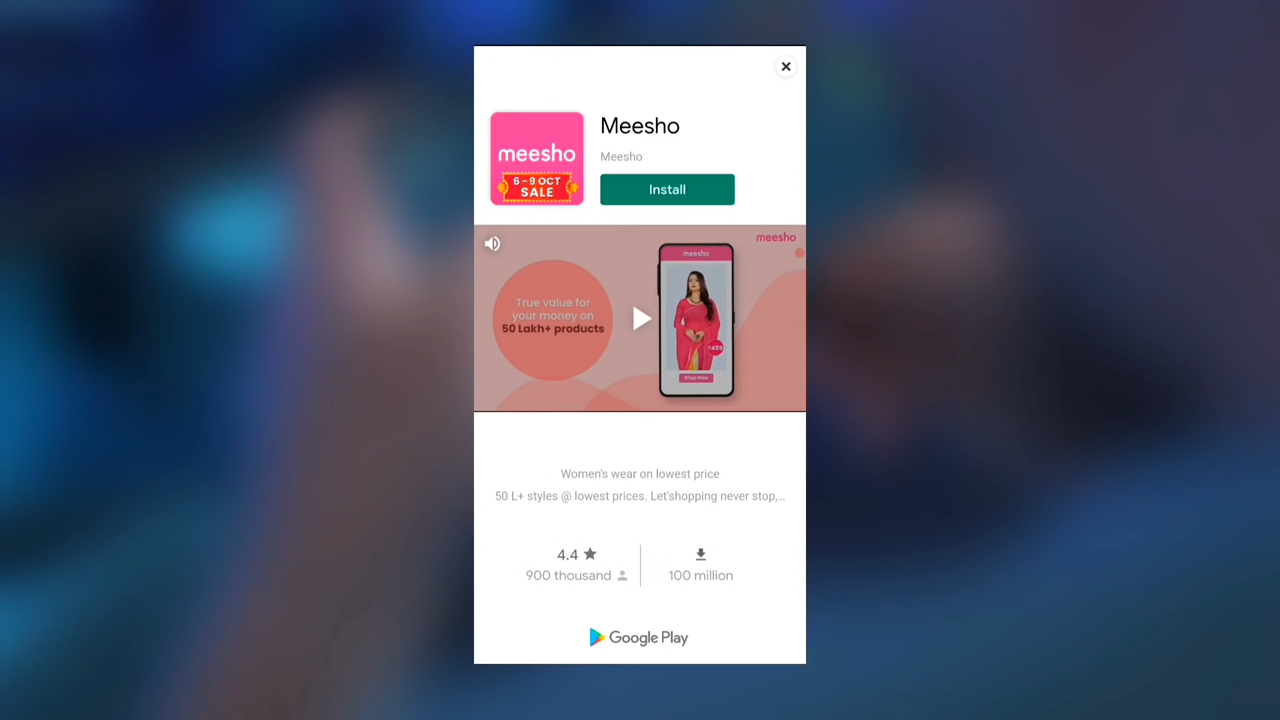 Meesho
Meesho
meesho
6 - 9 OCT
SALE
Install
meesho
meesho
True value for
your money on
50 Lakh+ products
₹459
Shop Now
Women's wear on lowest price
50 L+ styles @ lowest prices. Let'shopping never stop,...
4.4
900 thousand
100 million
Google Play